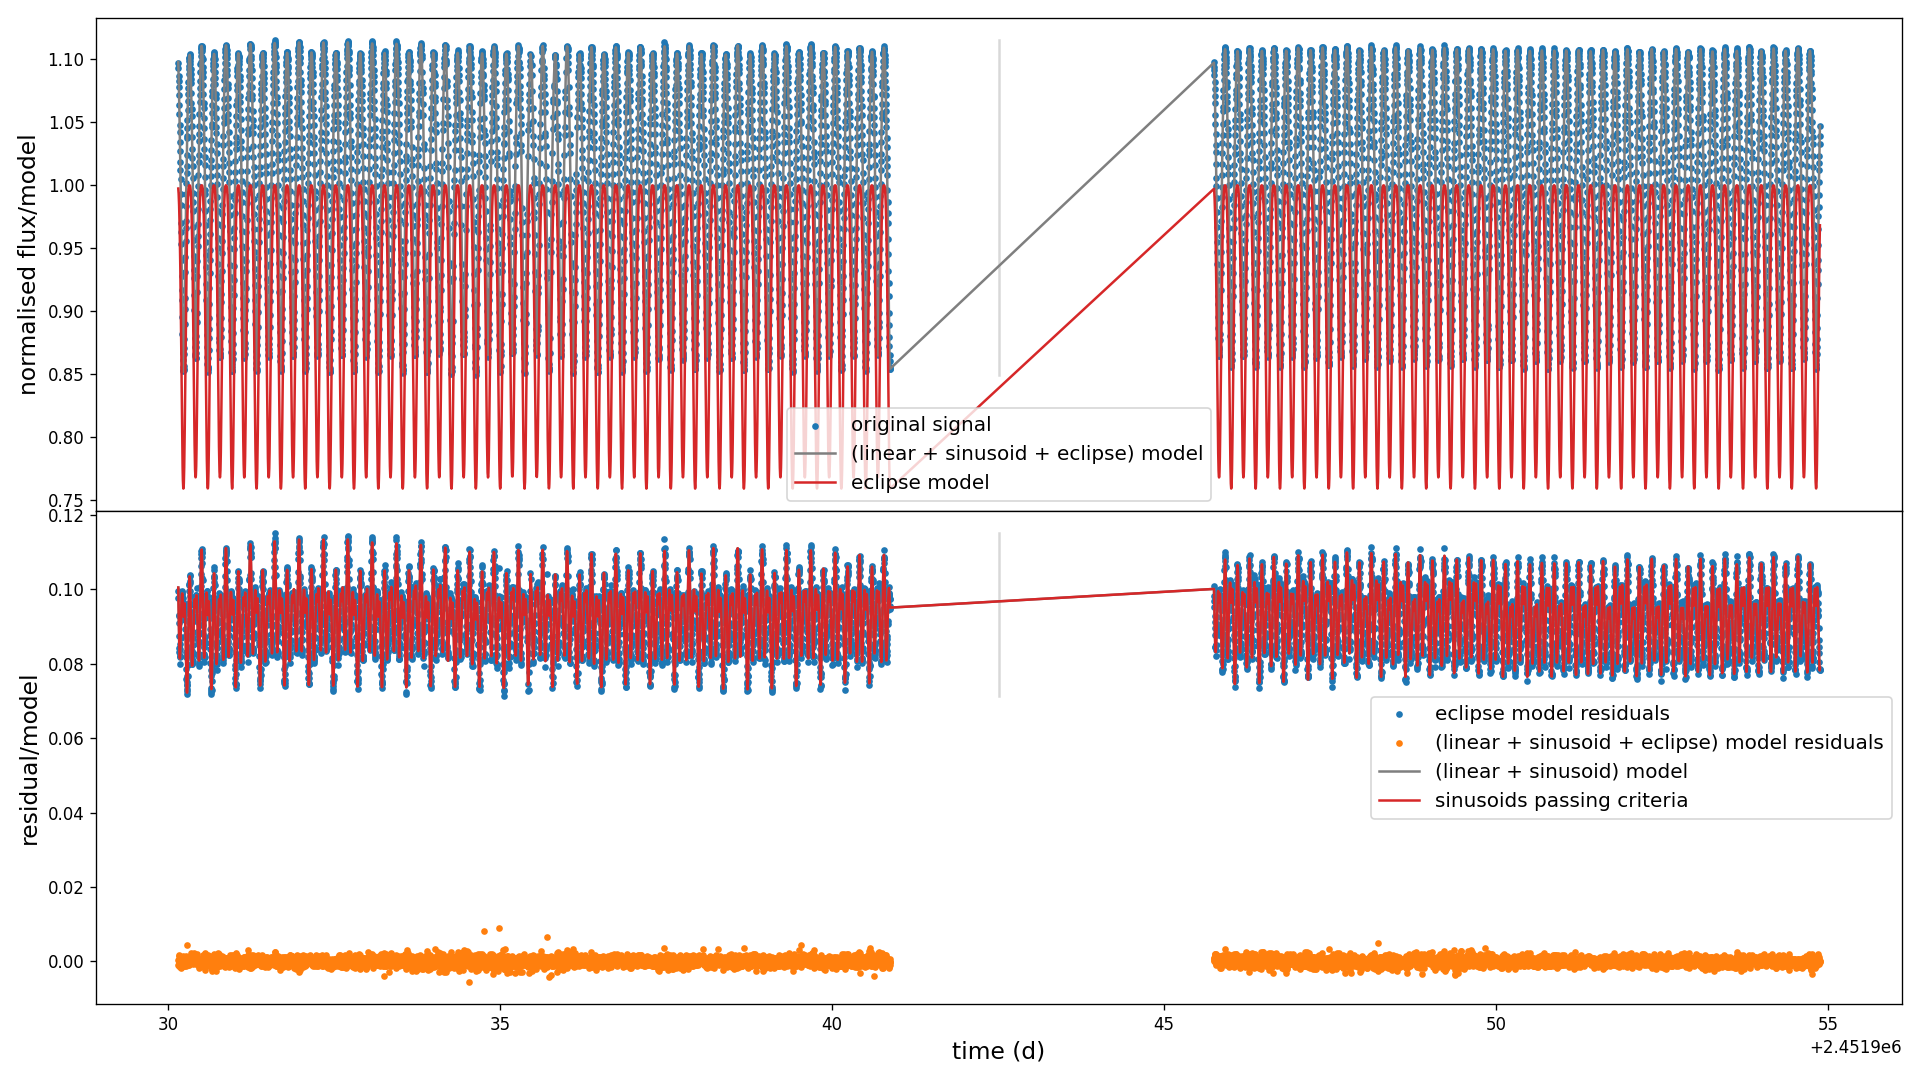 normalised flux/model
1.10
1.05
1.00
0.95
0.90
0.85
0.80
0.75
original signal
(linear + sinusoid + eclipse) model
eclipse model
residual/model
0.12
0.10
0.08
0.06
0.04
0.02
0.00
eclipse model residuals
(linear + sinusoid + eclipse) model residuals
(linear + sinusoid) model
sinusoids passing criteria
30
35
40
45
50
55
time (d)
+2.4519e6